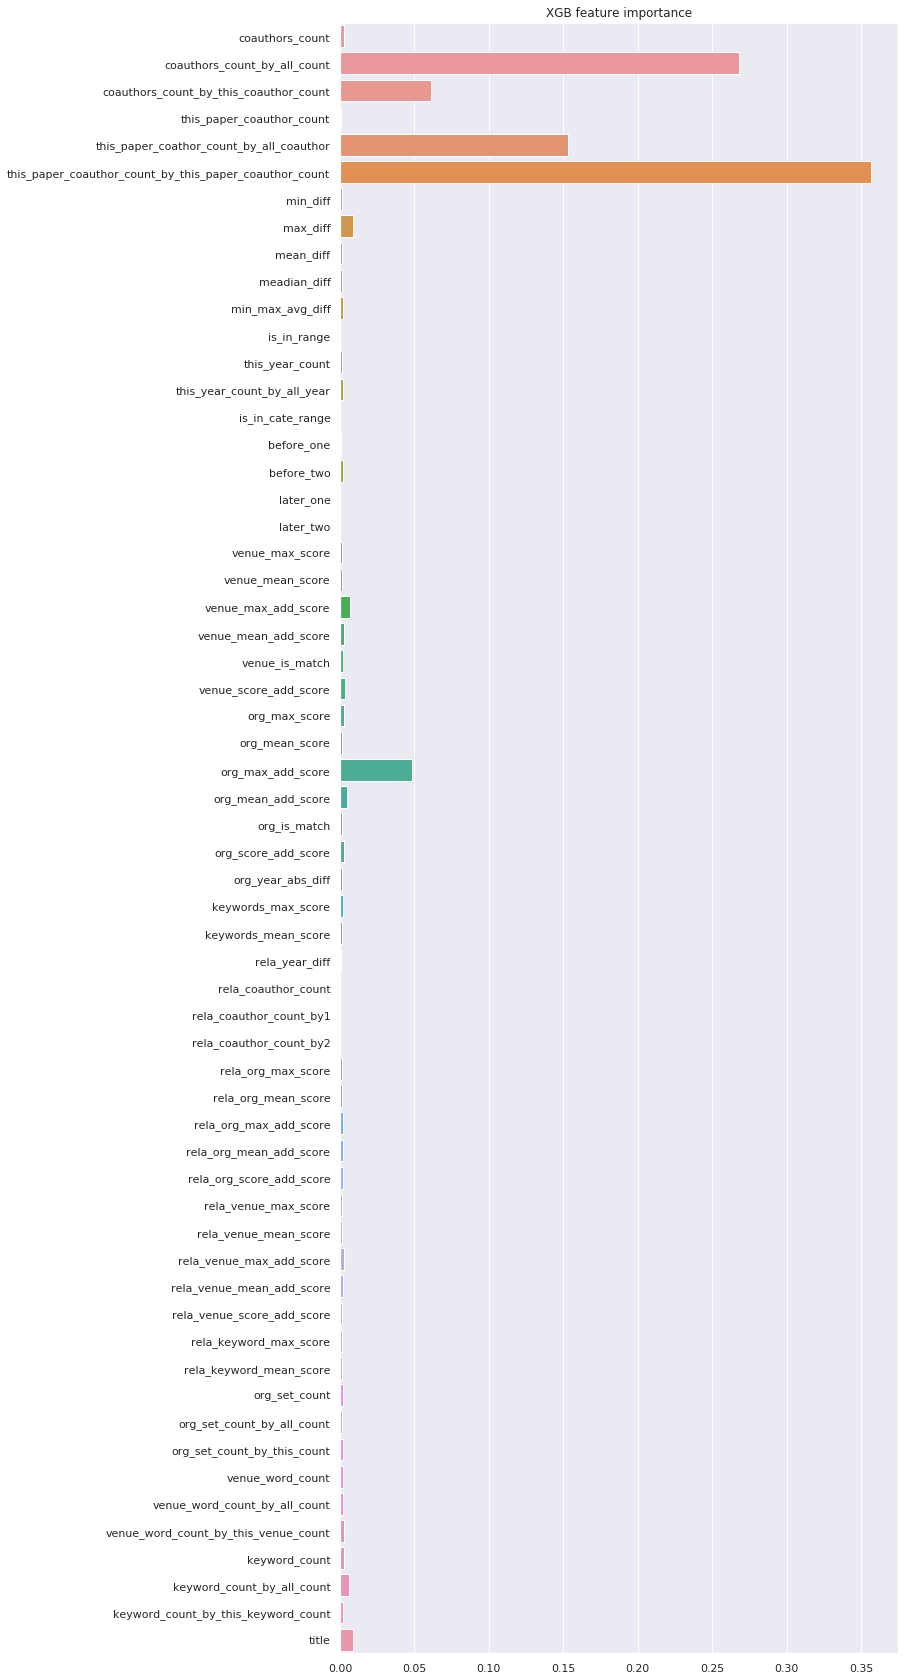 XGB feature importance
coauthors_count
coauthors_count_by_all_count
coauthors_count_by_this_coauthor_count
this_paper_coauthor_count
this_paper_coathor_count_by_all_coauthor
this_paper_coauthor_count_by_this_paper_coauthor_count
min_diff
max_diff
mean_diff
meadian_diff
min_max_avg_diff
is_in_range
this_year_count
this_year_count_by_all_year
is_in_cate_range
before_one
before_two
later_one
later_two
venue_max_score
venue_mean_score
venue_max_add_score
venue_mean_add_score
venue_is_match
venue_score_add_score
org_max_score
org_mean_score
org_max_add_score
org_mean_add_score
org_is_match
org_score_add_score
org_year_abs_diff
keywords_max_score
keywords_mean_score
rela_year_diff
rela_coauthor_count
rela_coauthor_count_by1
rela_coauthor_count_by2
rela_org_max_score
rela_org_mean_score
rela_org_max_add_score
rela_org_mean_add_score
rela_org_score_add_score
rela_venue_max_score
rela_venue_mean_score
rela_venue_max_add_score
rela_venue_mean_add_score
rela_venue_score_add_score
rela_keyword_max_score
rela_keyword_mean_score
org_set_count
org_set_count_by_all_count
org_set_count_by_this_count
venue_word_count
venue_word_count_by_all_count
venue_word_count_by_this_venue_count
keyword_count
keyword_count_by_all_count
keyword_count_by_this_keyword_count
title
0.00 0.05 0.10 0.15 0.20 0.25 0.30 0.35